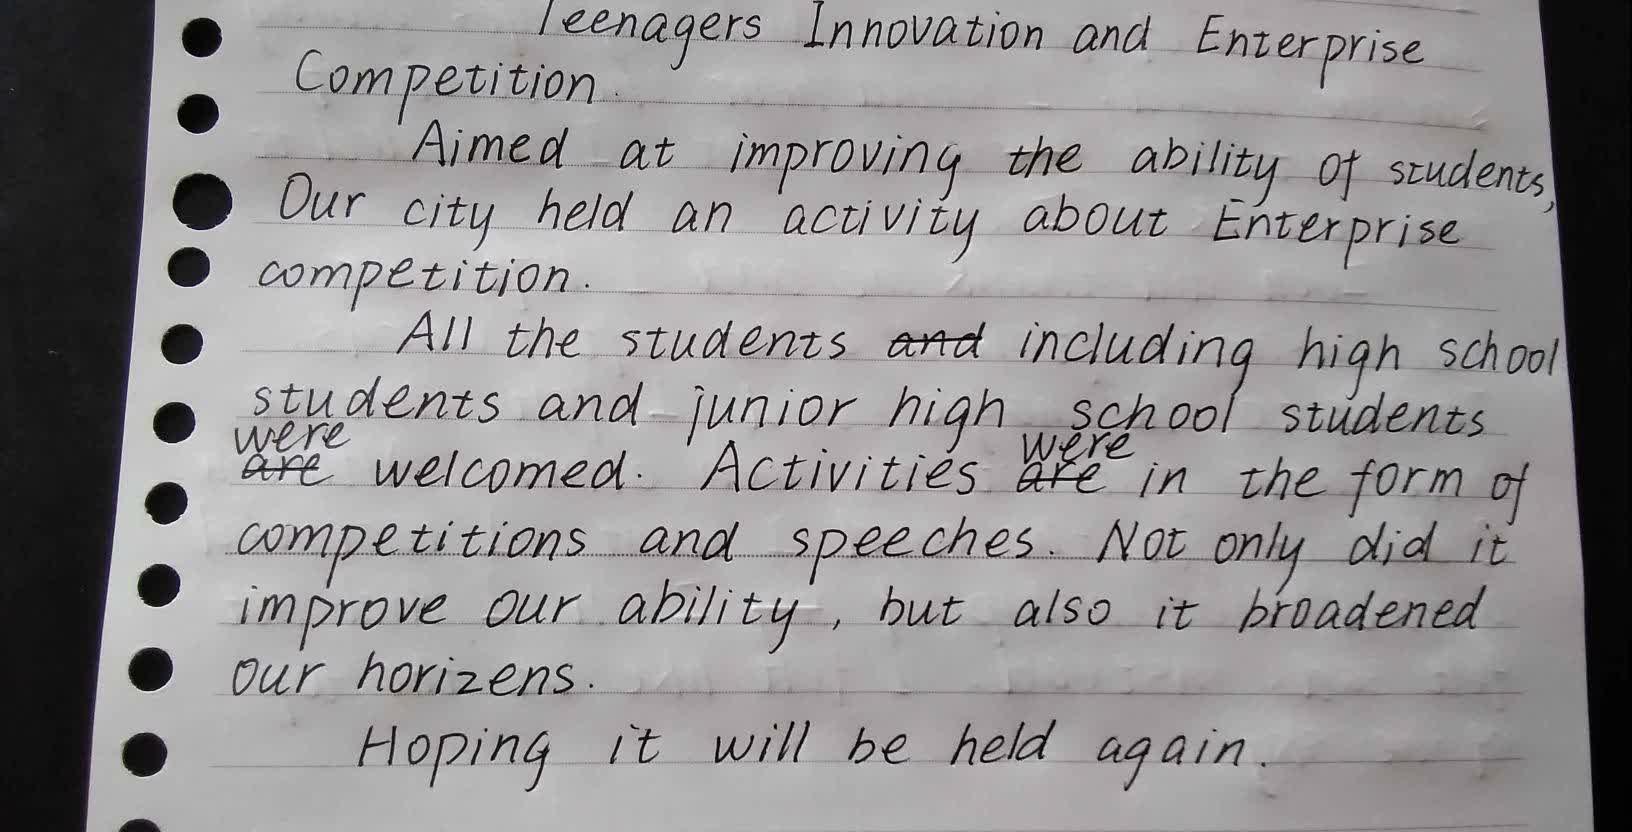 Teenagers Innovation and Enterprise
Competition.
Aimed at improving the ability of students,
Our city held an activity about Enterprise
competition.
All the students and including high school
students and junior high school students
were were
are welcomed. Activities are in the form of
competitions and speeches. Not only did it
improve our ability, but also it broadened
our horizens.
Hoping it will be held again.